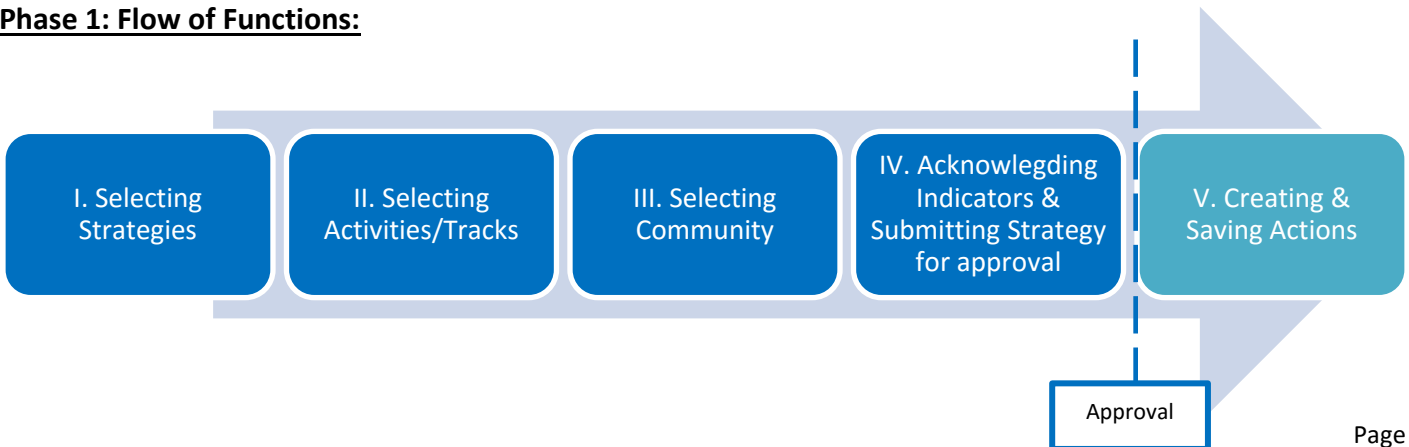 Phase 1: Flow of Functions:
I. Selecting
Strategies
II. Selecting
Activities/Tracks
III. Selecting
Community
IV. Acknowlegding
Indicators &
Submitting Strategy
for approval
V. Creating &
Saving Actions
Approval
Page